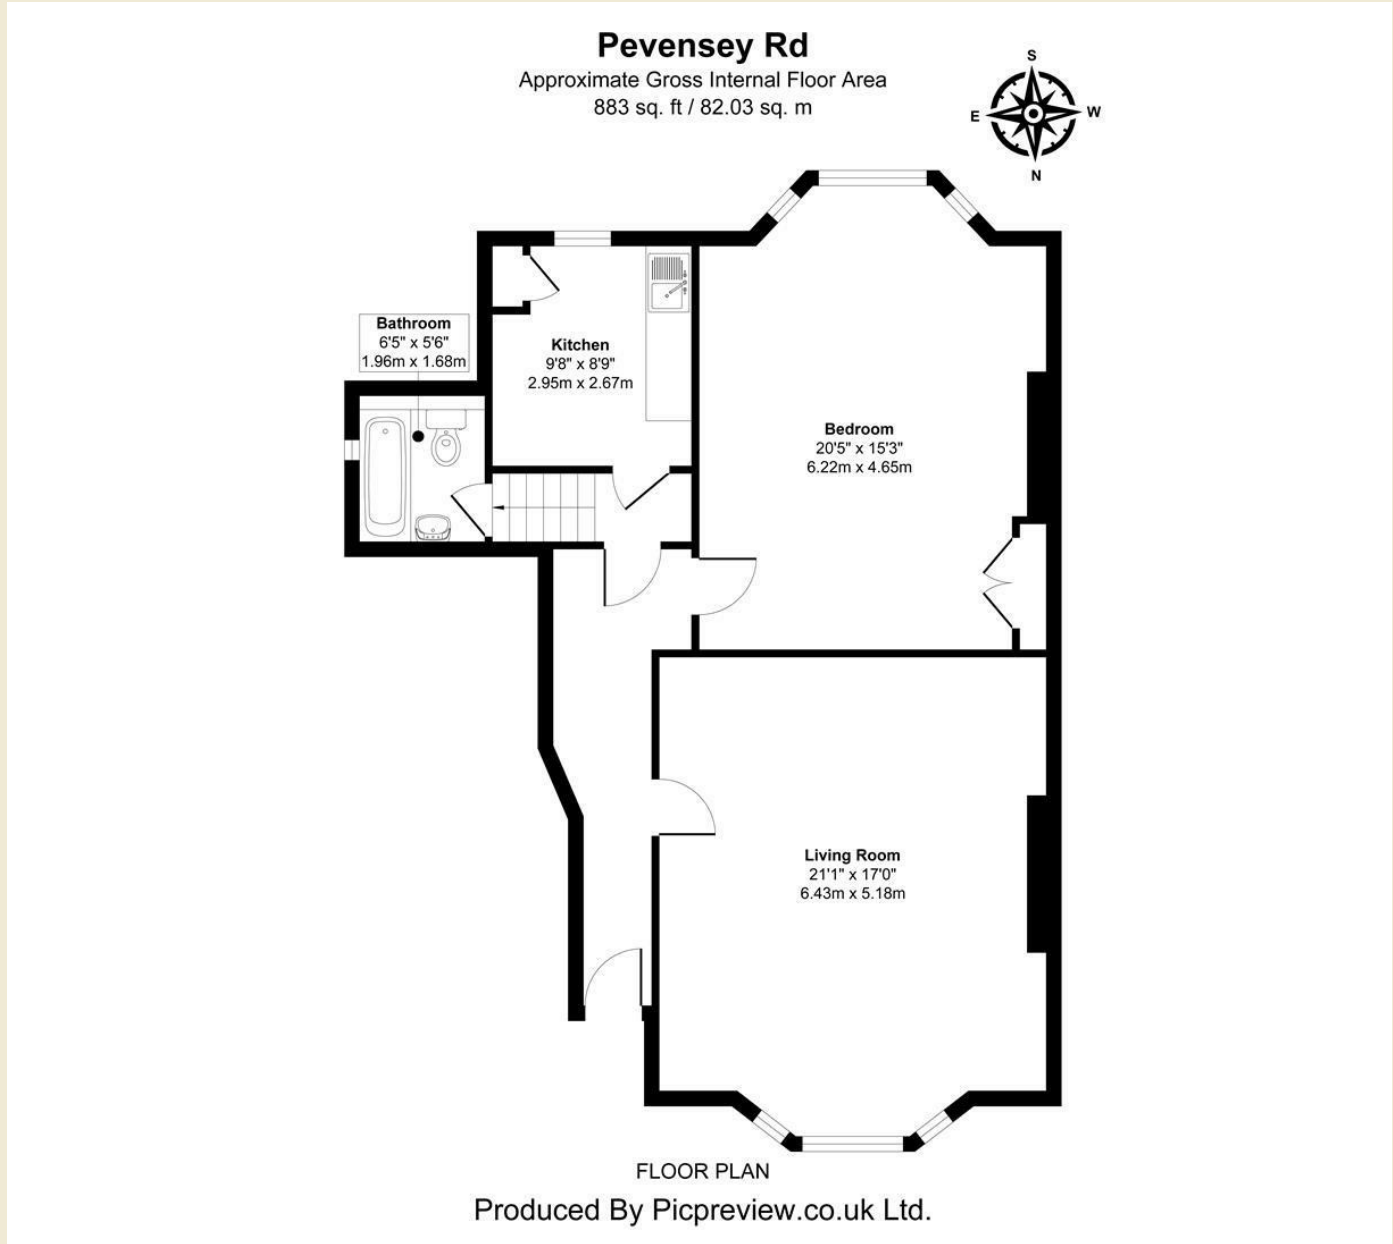 Pevensey Rd
Approximate Gross Internal Floor Area
883 sq. ft / 82.03 sq. m
S
E
W
N
Bathroom
6'5" x 5'6"
1.96m x 1.68m
Kitchen
9'8" x 8'9"
2.95m x 2.67m
Bedroom
20'5" x 15'3"
6.22m x 4.65m
Living Room
21'1" x 17'0"
6.43m x 5.18m
FLOOR PLAN
Produced By Picpreview.co.uk Ltd.